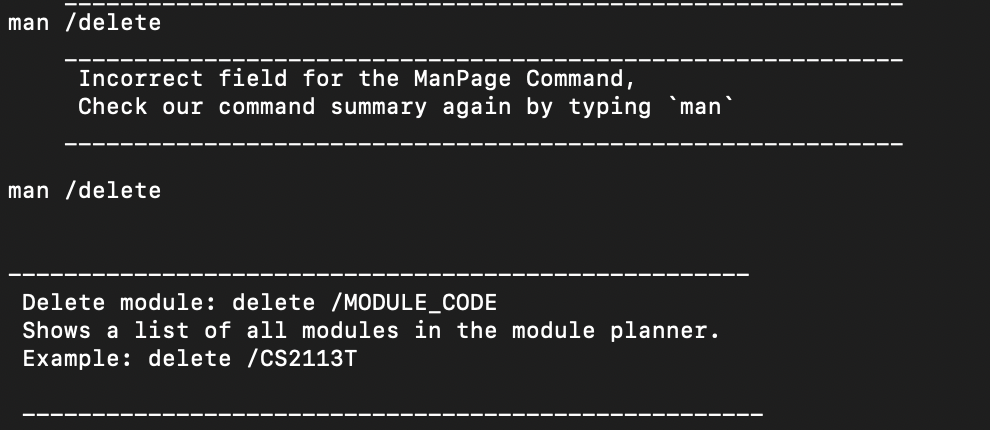 ____________________________________________________________
man /delete
____________________________________________________________
Incorrect field for the ManPage Command,
Check our command summary again by typing `man`
____________________________________________________________
man /delete
_____________________________________________________
Delete module: delete /MODULE_CODE
Shows a list of all modules in the module planner.
Example: delete /CS2113T
_____________________________________________________